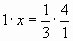 1 · x = 1/3 · 4/1